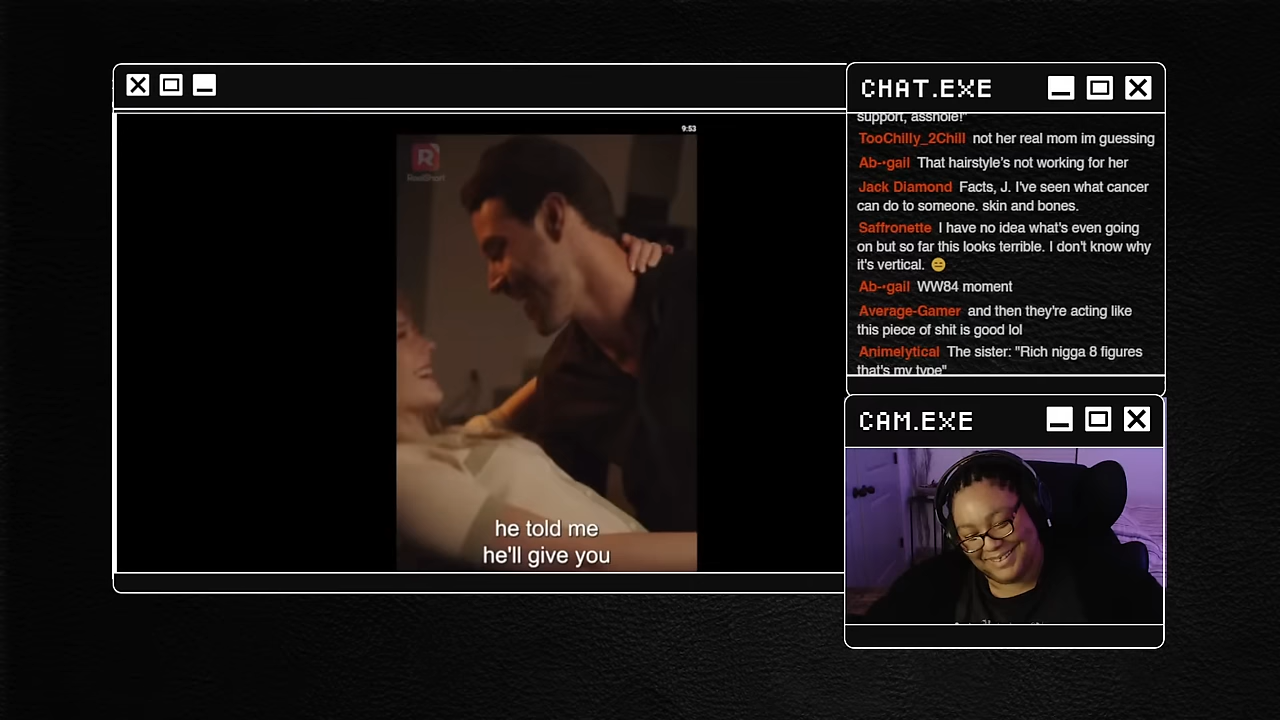 9:53
R
ReelShort
he told me
he'll give you
CHAT.EXE
support, asshole!"
TooChilly_2Chill not her real mom im guessing
Ab-•gail That hairstyle's not working for her
Jack Diamond Facts, J. I've seen what cancer
can do to someone. skin and bones.
Saffronette I have no idea what's even going
on but so far this looks terrible. I don't know why
it's vertical. 😑
Ab-•gail WW84 moment
Average-Gamer and then they're acting like
this piece of shit is good lol
Animelytical The sister: "Rich nigga 8 figures
that's my type"
CAM.EXE